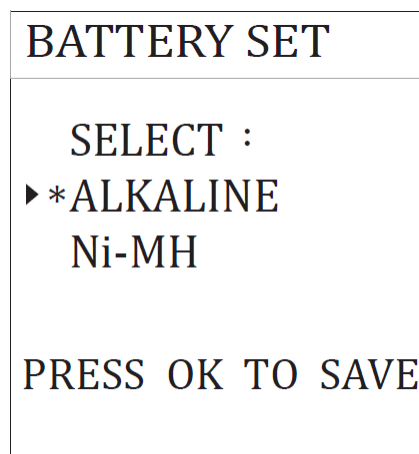 BATTERY SET
SELECT :
▶*ALKALINE
Ni-MH
PRESS OK TO SAVE